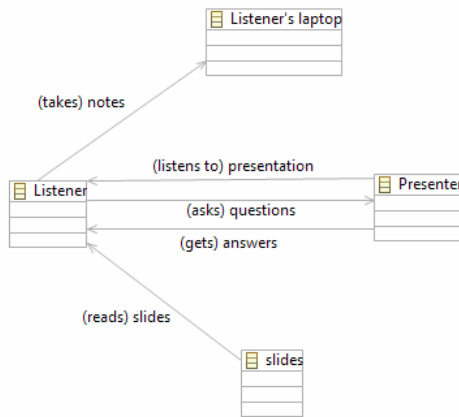 Listener's laptop
(takes) notes
(listens to) presentation
Listener
Presenter
(asks) questions
(gets) answers
(reads) slides
slides